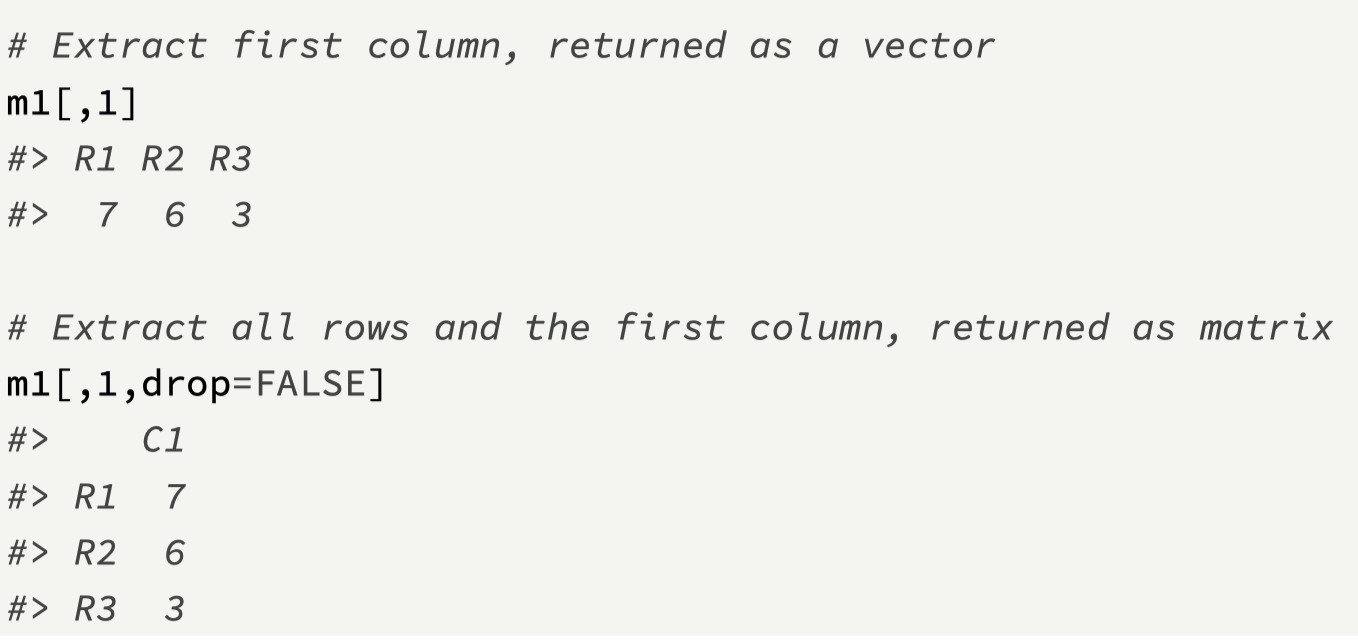 # Extract first column, returned as a vector
m1[,1]
#> R1 R2 R3
#>  7  6  3

# Extract all rows and the first column, returned as matrix
m1[,1,drop=FALSE]
#>    C1
#> R1  7
#> R2  6
#> R3  3